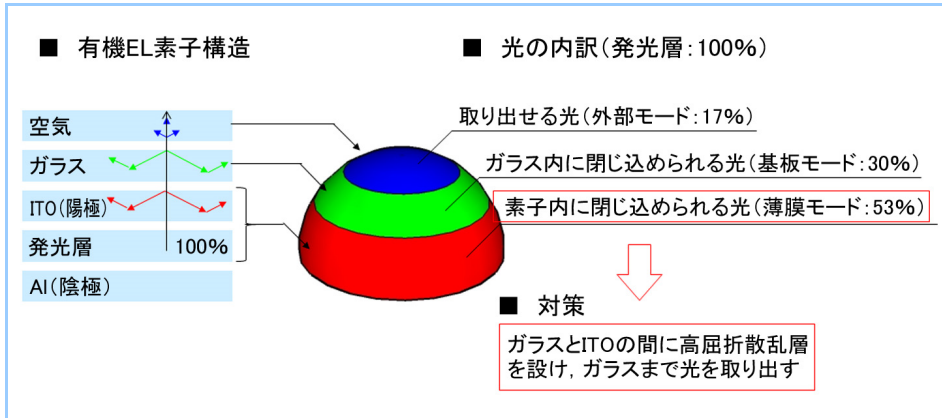 ■ 有機EL素子構造
■ 光の内訳(発光層:100%)
空気
ガラス
ITO(陽極)
発光層
100%
Al(陰極)
取り出せる光(外部モード:17%)
ガラス内に閉じ込められる光(基板モード:30%)
素子内に閉じ込められる光(薄膜モード:53%)
■ 対策
ガラスとITOの間に高屈折散乱層
を設け,ガラスまで光を取り出す